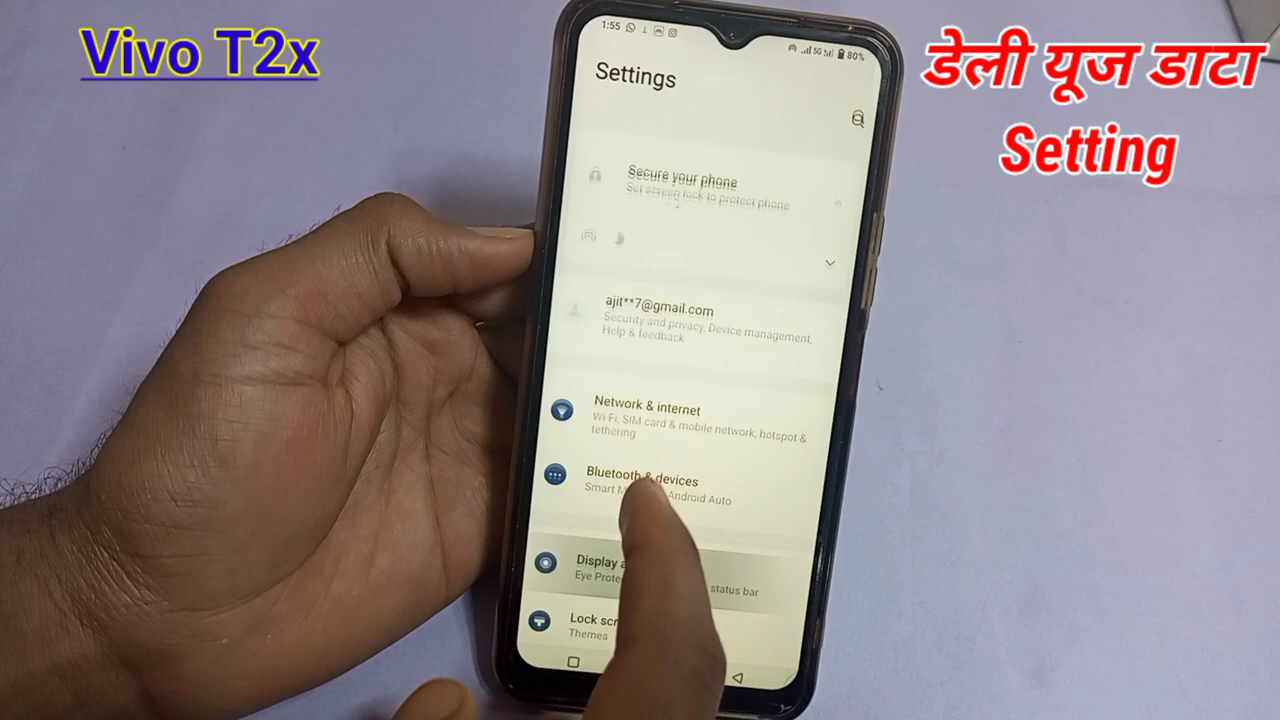 Vivo T2x
डेली यूज डाटा
Setting
1:55
5G
80%
Settings
Secure your phone
Set screen lock to protect phone
ajit**7@gmail.com
Security and privacy, Device management,
Help & feedback
Network & internet
Wi-Fi, SIM card & mobile network, hotspot &
tethering
Bluetooth & devices
Smart Android Auto
Display
Eye status bar
Lock
Themes